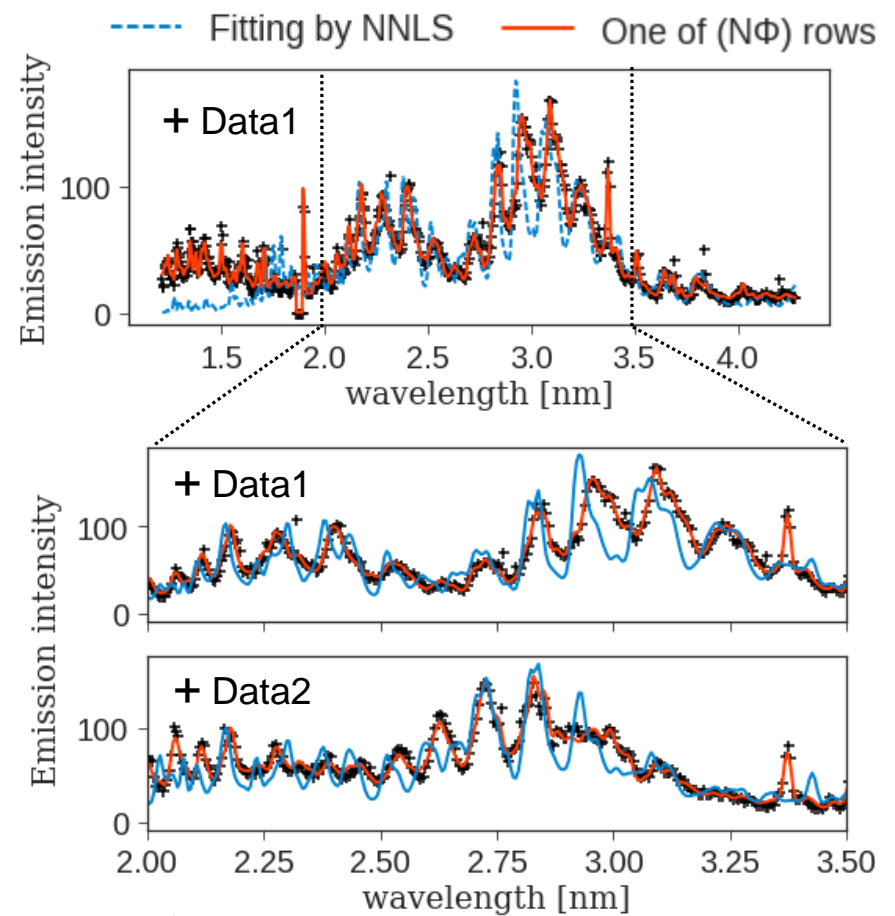 Fitting by NNLS One of (NΦ) rows
+ Data1
Emission intensity
100
0
1.5 2.0 2.5 3.0 3.5 4.0
wavelength [nm]
+ Data1
Emission intensity
100
0
+ Data2
100
0
2.00 2.25 2.50 2.75 3.00 3.25 3.50
wavelength [nm]